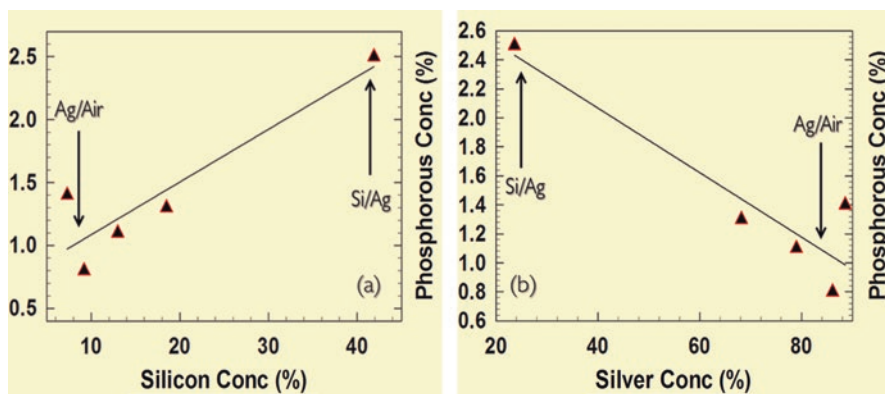 2.5
2.0
1.5
1.0
0.5
Ag/Air
Si/Ag
(a)
10 20 30 40
Silicon Conc (%)
Phosphorous Conc (%)
2.6
2.4
2.2
2.0
1.8
1.6
1.4
1.2
1.0
0.8
0.6
Si/Ag
Ag/Air
(b)
20 40 60 80
Silver Conc (%)
Phosphorous Conc (%)